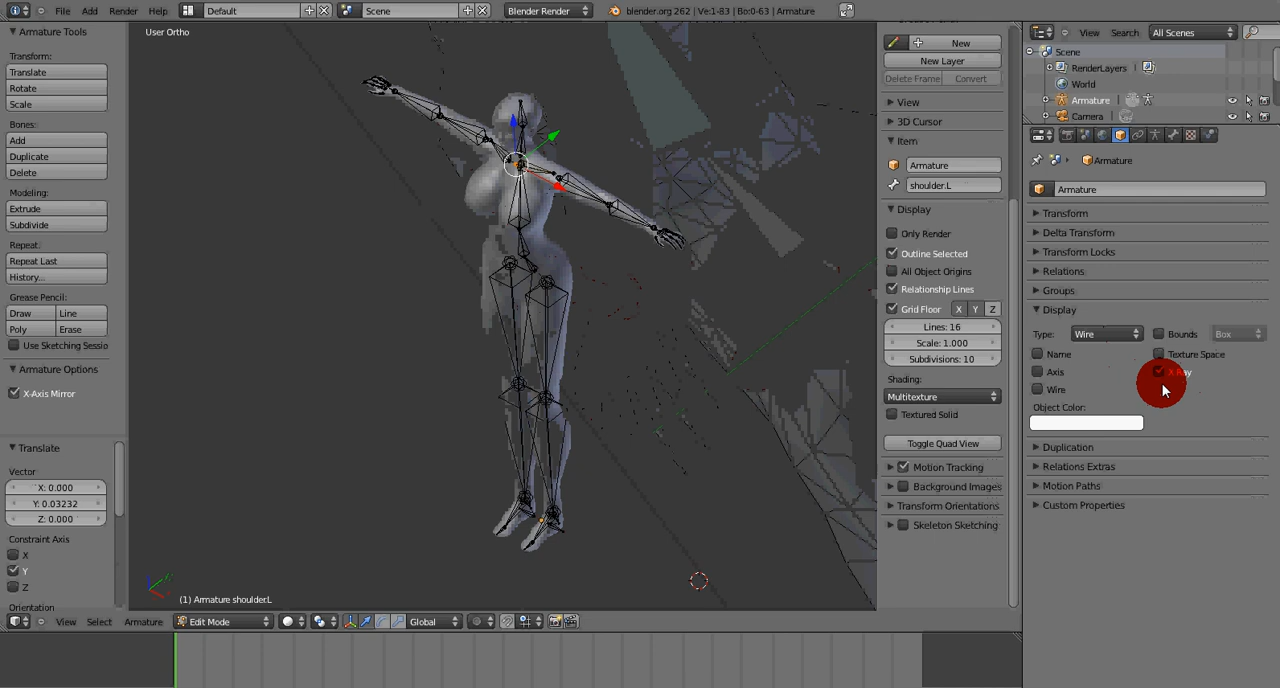 File Add Render Help Default Scene Blender Render blender.org 262 | Ve:1-83 | Bo:0-63 | Armature
Armature Tools
Transform:
Translate
Rotate
Scale
Bones:
Add
Duplicate
Delete
Modeling:
Extrude
Subdivide
Repeat:
Repeat Last
History...
Grease Pencil:
Draw Line
Poly Erase
Use Sketching Sessio
Armature Options
X-Axis Mirror
Translate
Vector
X: 0.000
Y: 0.03232
Z: 0.000
Constraint Axis
X
Y
Z
Orientation
User Ortho
(1) Armature shoulder.L
View Select Armature Edit Mode Global
New
New Layer
Delete Frame Convert
View
3D Cursor
Item
Armature
shoulder.L
Display
Only Render
Outline Selected
All Object Origins
Relationship Lines
Grid Floor X Y Z
Lines: 16
Scale: 1.000
Subdivisions: 10
Shading:
Multitexture
Textured Solid
Toggle Quad View
Motion Tracking
Background Images
Transform Orientations
Skeleton Sketching
View Search All Scenes
Scene
RenderLayers
World
Armature
Camera
Armature
Armature
Transform
Delta Transform
Transform Locks
Relations
Groups
Display
Type: Wire Bounds Box
Name Texture Space
Axis X Ray
Wire
Object Color:
Duplication
Relations Extras
Motion Paths
Custom Properties